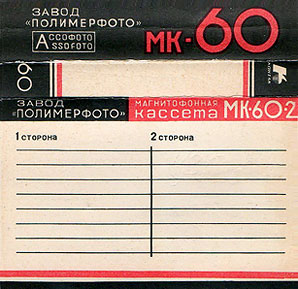 ЗАВОД
«ПОЛИМЕРФОТО»
АССОФОТО
ASSOFOTO
МК-60
60
ЗАВОД
«ПОЛИМЕРФОТО»
МАГНИТОФОННАЯ
кассета МК-60-2
1 СТОРОНА
2 СТОРОНА